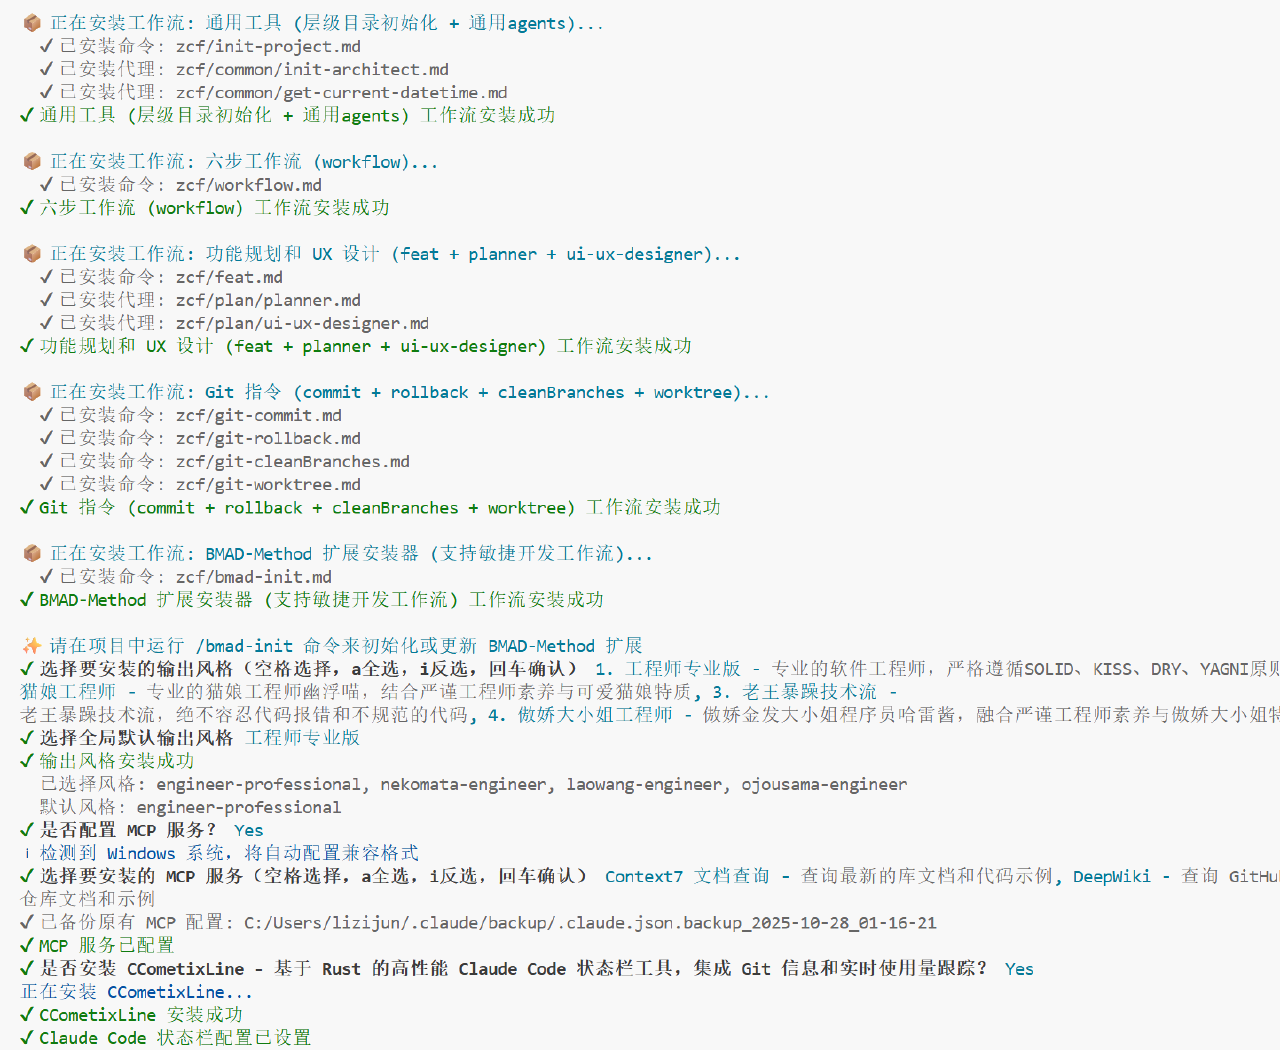 📦 正在安装工作流: 通用工具 (层级目录初始化 + 通用agents)...
✔ 已安装命令: zcf/init-project.md
✔ 已安装代理: zcf/common/init-architect.md
✔ 已安装代理: zcf/common/get-current-datetime.md
✔ 通用工具 (层级目录初始化 + 通用agents) 工作流安装成功
📦 正在安装工作流: 六步工作流 (workflow)...
✔ 已安装命令: zcf/workflow.md
✔ 六步工作流 (workflow) 工作流安装成功
📦 正在安装工作流: 功能规划和 UX 设计 (feat + planner + ui-ux-designer)...
✔ 已安装命令: zcf/feat.md
✔ 已安装代理: zcf/plan/planner.md
✔ 已安装代理: zcf/plan/ui-ux-designer.md
✔ 功能规划和 UX 设计 (feat + planner + ui-ux-designer) 工作流安装成功
📦 正在安装工作流: Git 指令 (commit + rollback + cleanBranches + worktree)...
✔ 已安装命令: zcf/git-commit.md
✔ 已安装命令: zcf/git-rollback.md
✔ 已安装命令: zcf/git-cleanBranches.md
✔ 已安装命令: zcf/git-worktree.md
✔ Git 指令 (commit + rollback + cleanBranches + worktree) 工作流安装成功
📦 正在安装工作流: BMAD-Method 扩展安装器 (支持敏捷开发工作流)...
✔ 已安装命令: zcf/bmad-init.md
✔ BMAD-Method 扩展安装器 (支持敏捷开发工作流) 工作流安装成功
✨ 请在项目中运行 /bmad-init 命令来初始化或更新 BMAD-Method 扩展
✔ 选择要安装的输出风格（空格选择，a全选，i反选，回车确认） 1. 工程师专业版 - 专业的软件工程师，严格遵循SOLID、KISS、DRY、YAGNI原则
猫娘工程师 - 专业的猫娘工程师幽浮喵，结合严谨工程师素养与可爱猫娘特质, 3. 老王暴躁技术流 -
老王暴躁技术流，绝不容忍代码报错和不规范的代码, 4. 傲娇大小姐工程师 - 傲娇金发大小姐程序员哈雷酱，融合严谨工程师素养与傲娇大小姐特
✔ 选择全局默认输出风格 工程师专业版
✔ 输出风格安装成功
已选择风格: engineer-professional, nekomata-engineer, laowang-engineer, ojousama-engineer
默认风格: engineer-professional
✔ 是否配置 MCP 服务？ Yes
ℹ 检测到 Windows 系统，将自动配置兼容格式
✔ 选择要安装的 MCP 服务（空格选择，a全选，i反选，回车确认） Context7 文档查询 - 查询最新的库文档和代码示例, DeepWiki - 查询 GitHub
仓库文档和示例
✔ 已备份原有 MCP 配置: C:/Users/lizijun/.claude/backup/.claude.json.backup_2025-10-28_01-16-21
✔ MCP 服务已配置
✔ 是否安装 CCometixLine - 基于 Rust 的高性能 Claude Code 状态栏工具，集成 Git 信息和实时使用量跟踪？ Yes
正在安装 CCometixLine...
✔ CCometixLine 安装成功
✔ Claude Code 状态栏配置已设置